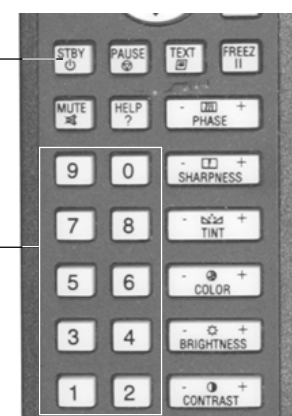 STBY PAUSE TEXT FREEZ
MUTE HELP ? - +
PHASE
9 0 - +
SHARPNESS
7 8 - +
TINT
5 6 - +
COLOR
3 4 - +
BRIGHTNESS
1 2 - +
CONTRAST